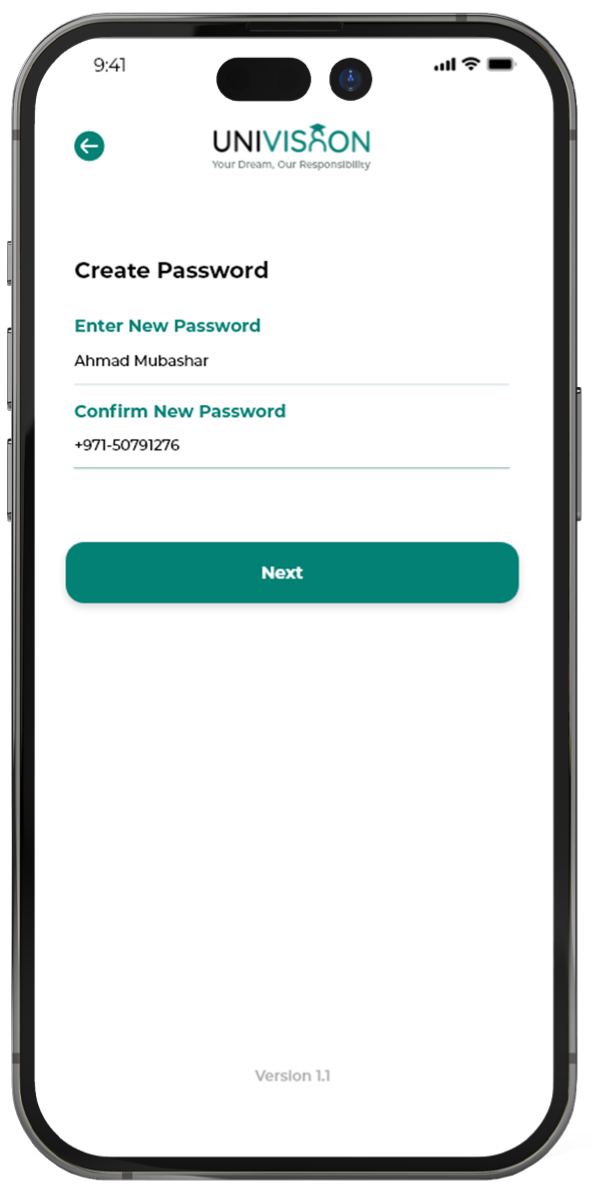 9:41
UNIVISION
Your Dream, Our Responsibility
Create Password
Enter New Password
Ahmad Mubashar
Confirm New Password
+971-50791276
Next
Version 1.1